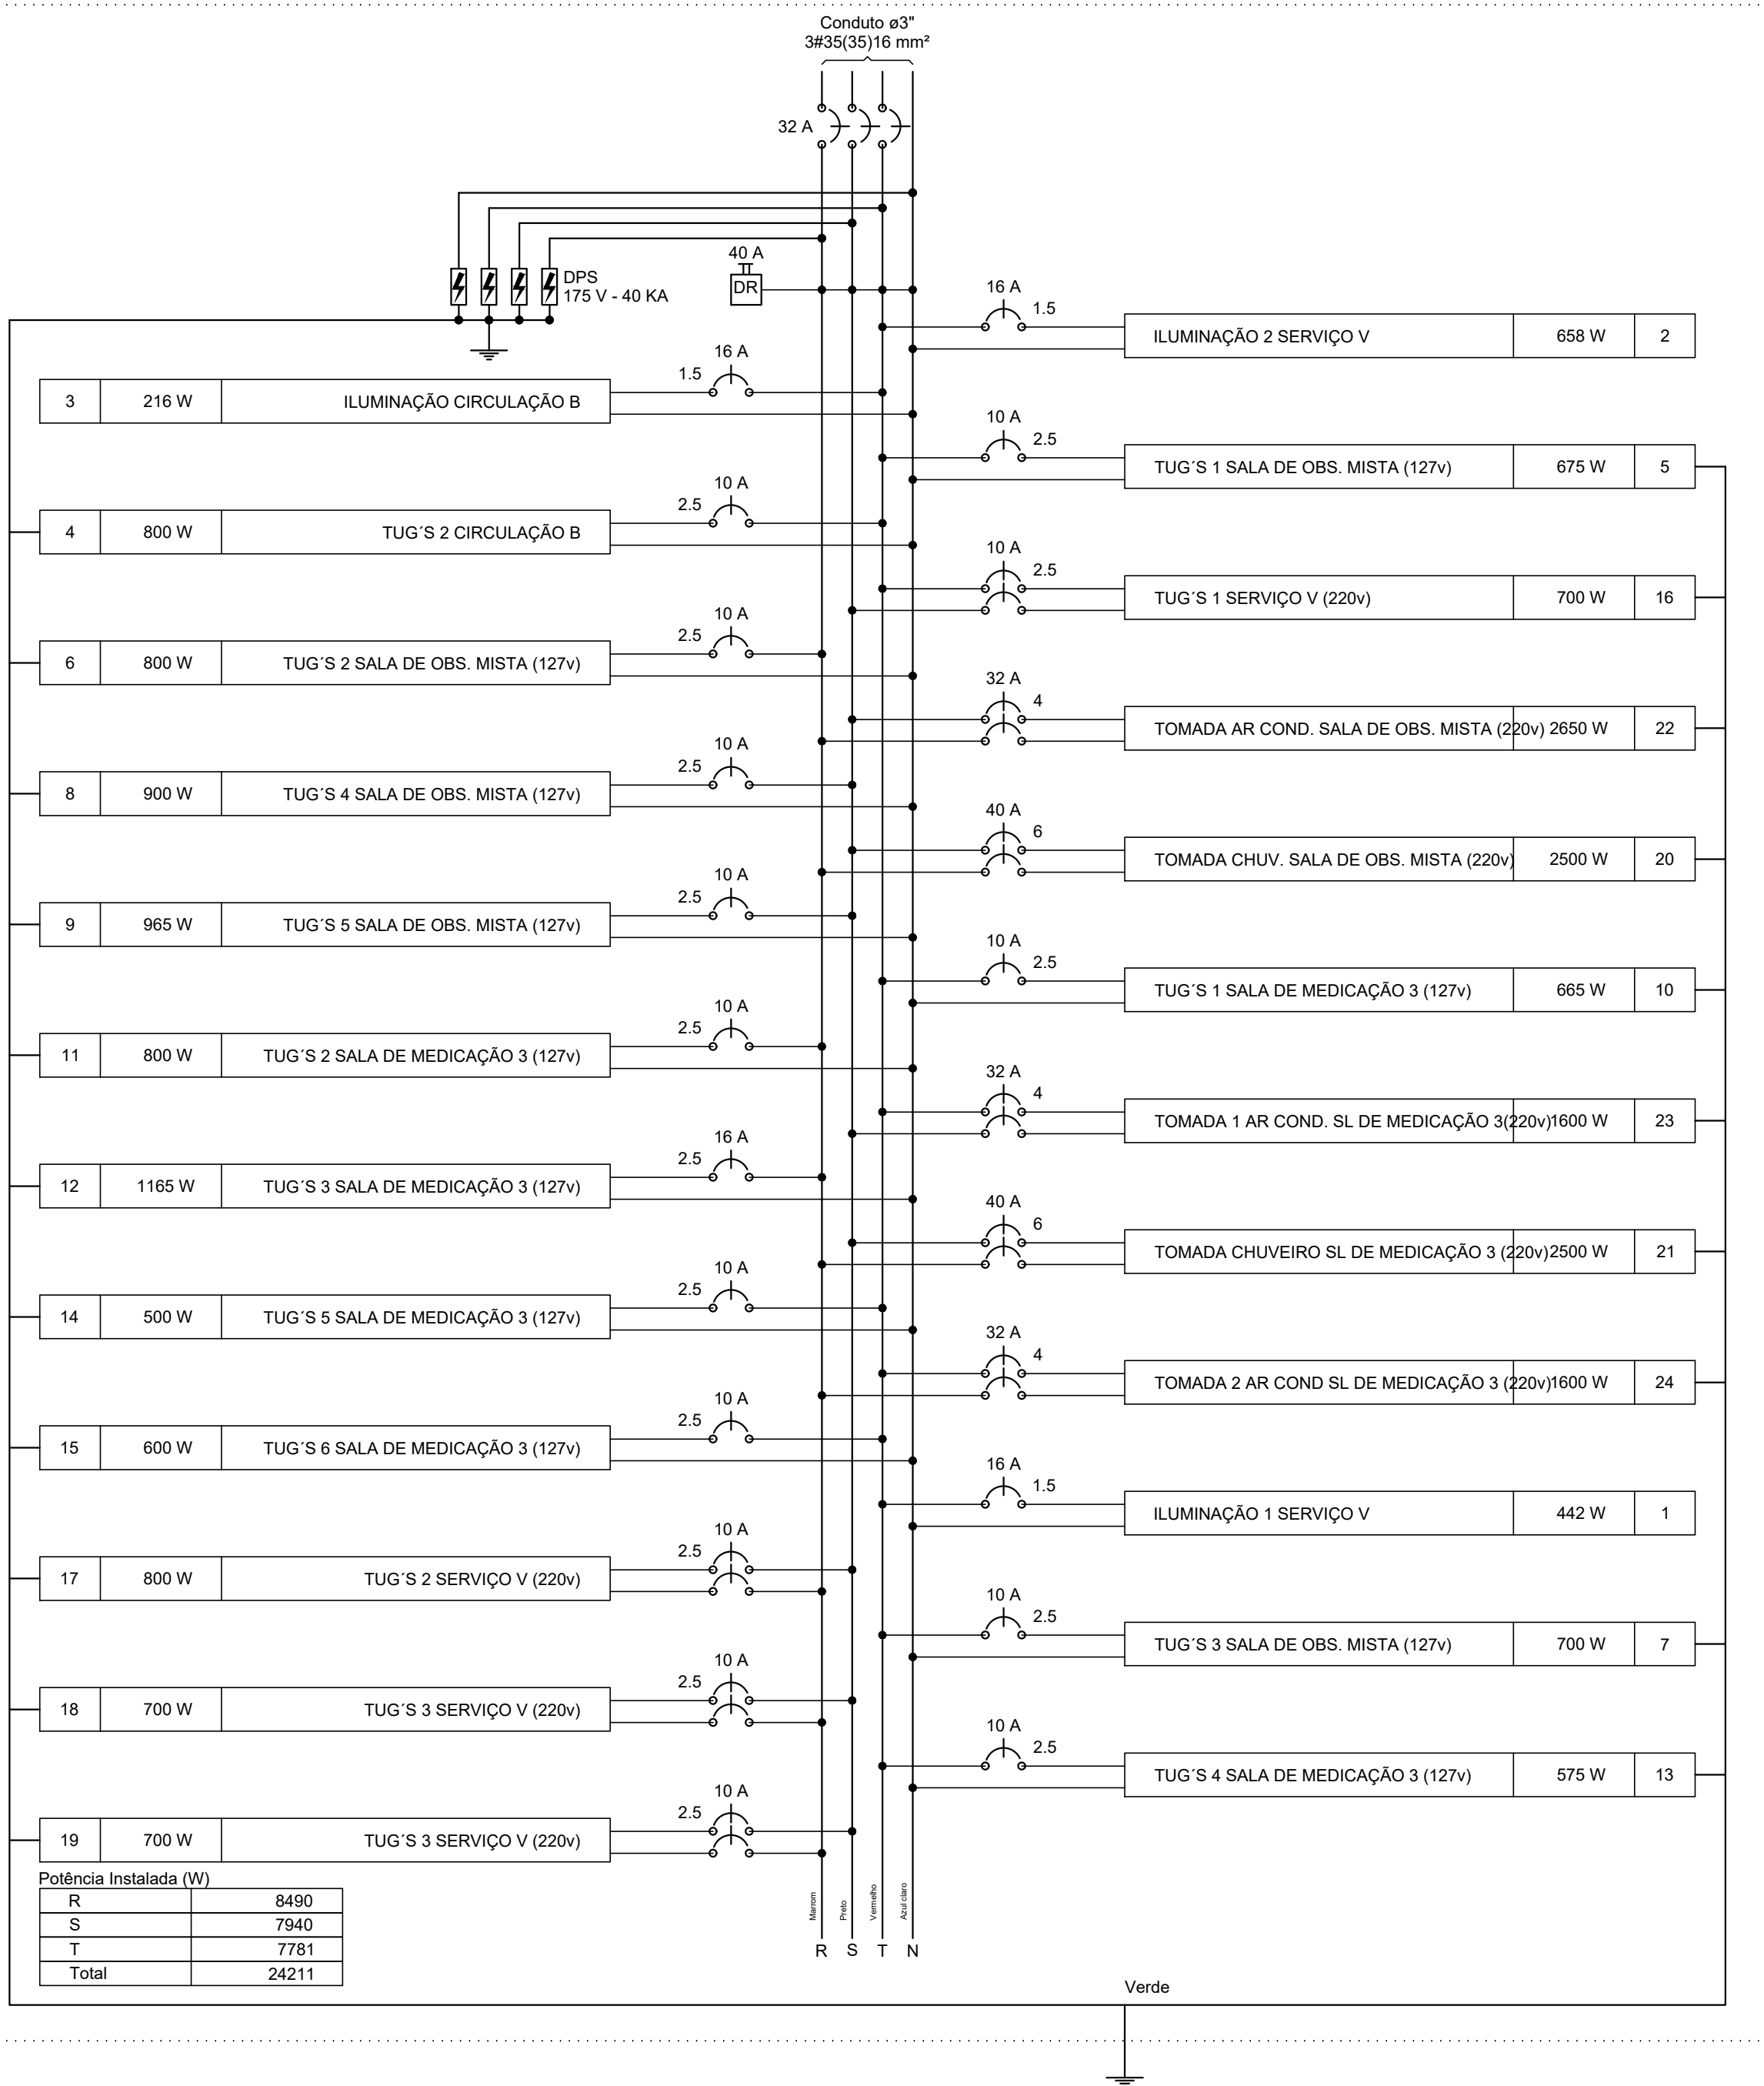 Conduto ø3"
3#35(35)16 mm²
32 A
DPS
175 V - 40 KA
40 A
DR
16 A
1.5
ILUMINAÇÃO 2 SERVIÇO V 658 W 2
16 A
1.5
3 216 W ILUMINAÇÃO CIRCULAÇÃO B
10 A
2.5
TUG´S 1 SALA DE OBS. MISTA (127v) 675 W 5
10 A
2.5
4 800 W TUG´S 2 CIRCULAÇÃO B
10 A
2.5
TUG´S 1 SERVIÇO V (220v) 700 W 16
10 A
2.5
6 800 W TUG´S 2 SALA DE OBS. MISTA (127v)
32 A
4
TOMADA AR COND. SALA DE OBS. MISTA (220v) 2650 W 22
10 A
2.5
8 900 W TUG´S 4 SALA DE OBS. MISTA (127v)
40 A
6
TOMADA CHUV. SALA DE OBS. MISTA (220v) 2500 W 20
10 A
2.5
9 965 W TUG´S 5 SALA DE OBS. MISTA (127v)
10 A
2.5
TUG´S 1 SALA DE MEDICAÇÃO 3 (127v) 665 W 10
10 A
2.5
11 800 W TUG´S 2 SALA DE MEDICAÇÃO 3 (127v)
32 A
4
TOMADA 1 AR COND. SL DE MEDICAÇÃO 3(220v) 1600 W 23
16 A
2.5
12 1165 W TUG´S 3 SALA DE MEDICAÇÃO 3 (127v)
40 A
6
TOMADA CHUVEIRO SL DE MEDICAÇÃO 3 (220v) 2500 W 21
10 A
2.5
14 500 W TUG´S 5 SALA DE MEDICAÇÃO 3 (127v)
32 A
4
TOMADA 2 AR COND SL DE MEDICAÇÃO 3 (220v) 1600 W 24
10 A
2.5
15 600 W TUG´S 6 SALA DE MEDICAÇÃO 3 (127v)
16 A
1.5
ILUMINAÇÃO 1 SERVIÇO V 442 W 1
10 A
2.5
17 800 W TUG´S 2 SERVIÇO V (220v)
10 A
2.5
TUG´S 3 SALA DE OBS. MISTA (127v) 700 W 7
10 A
2.5
18 700 W TUG´S 3 SERVIÇO V (220v)
10 A
2.5
TUG´S 4 SALA DE MEDICAÇÃO 3 (127v) 575 W 13
10 A
2.5
19 700 W TUG´S 3 SERVIÇO V (220v)
Potência Instalada (W)
R 8490
S 7940
T 7781
Total 24211
Marrom
Preto
Vermelho
Azul claro
R S T N
Verde